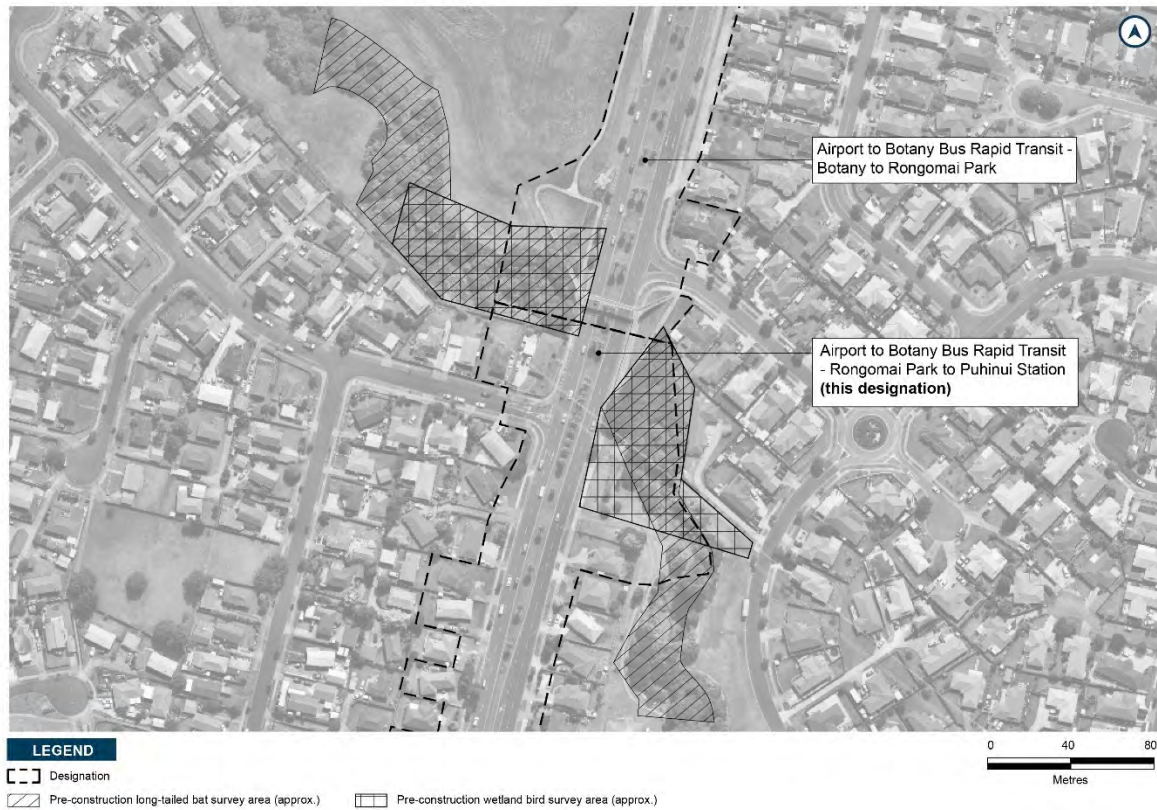 Airport to Botany Bus Rapid Transit -
Botany to Rongomai Park
Airport to Botany Bus Rapid Transit
- Rongomai Park to Puhinui Station
(this designation)
LEGEND
Designation
Pre-construction long-tailed bat survey area (approx.)
Pre-construction wetland bird survey area (approx.)
0 40 80
Metres